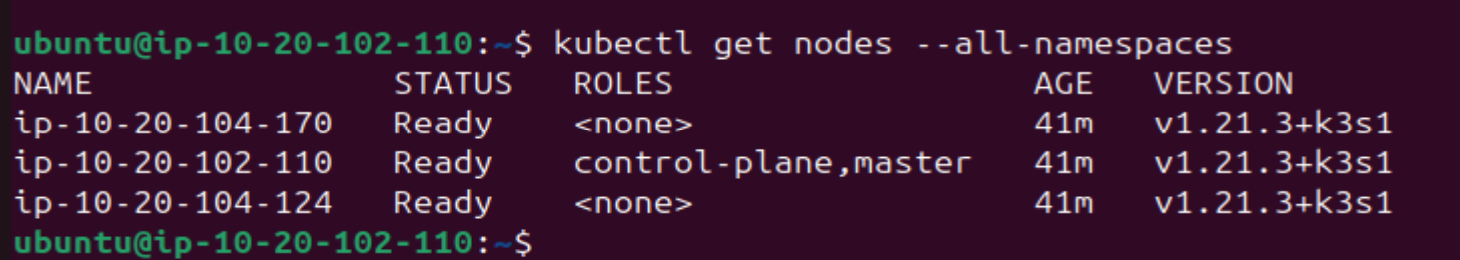 ubuntu@ip-10-20-102-110:~$ kubectl get nodes --all-namespaces
NAME STATUS ROLES AGE VERSION
ip-10-20-104-170 Ready <none> 41m v1.21.3+k3s1
ip-10-20-102-110 Ready control-plane,master 41m v1.21.3+k3s1
ip-10-20-104-124 Ready <none> 41m v1.21.3+k3s1
ubuntu@ip-10-20-102-110:~$